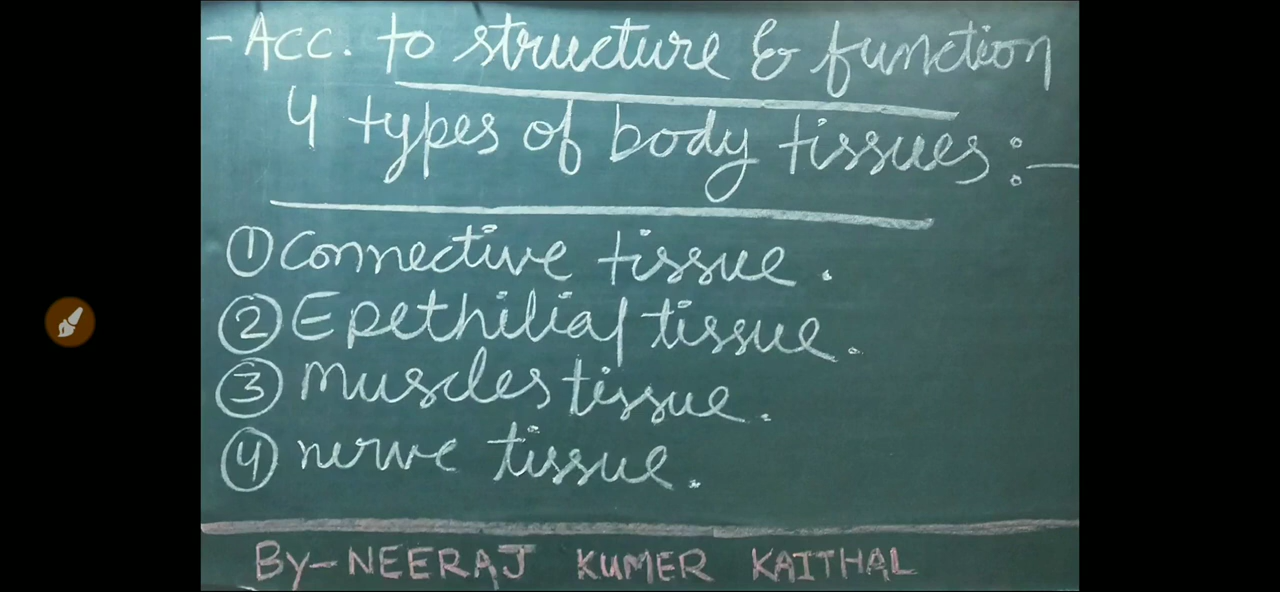 - Acc. to structure & function
4 types of body tissues :-
① Connective tissue.
② Epethilial tissue.
③ muscles tissue.
④ nerve tissue.
By-NEERAJ KUMER KAITHAL